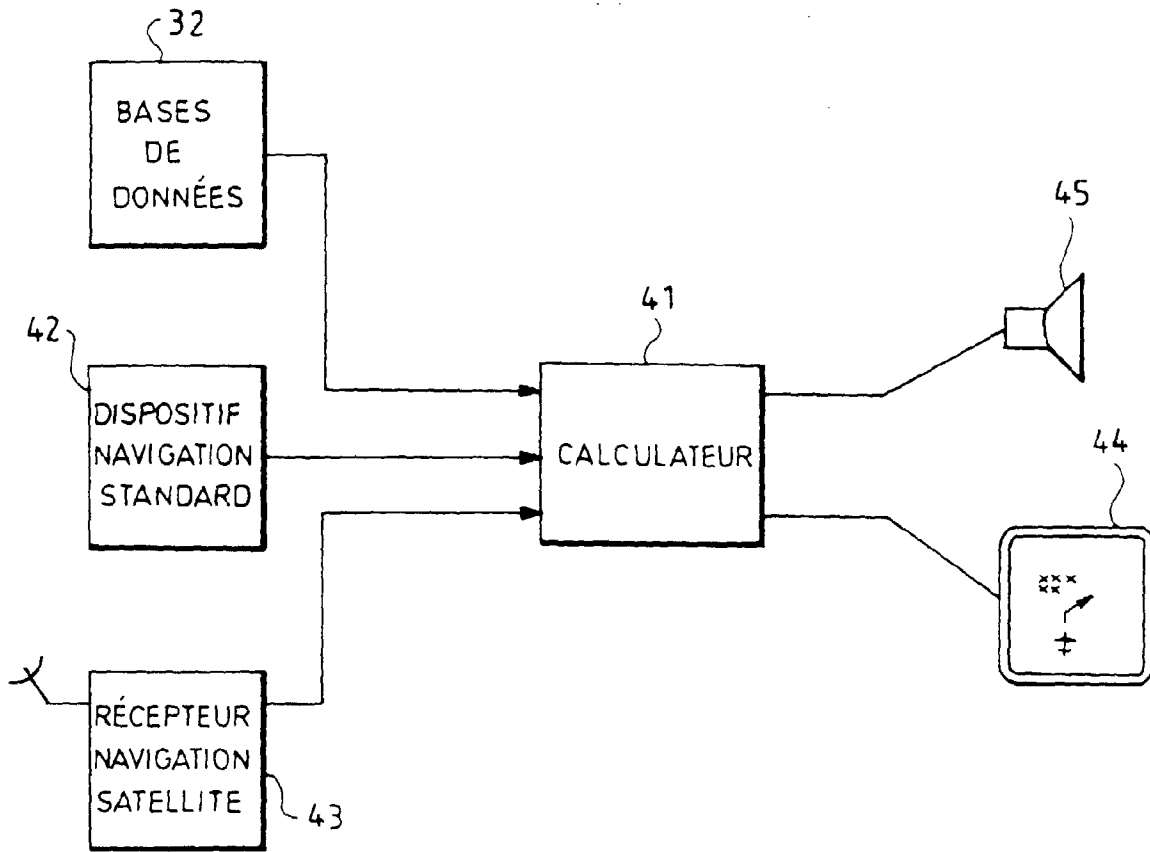 32
BASES
DE
DONNÉES
42
DISPOSITIF
NAVIGATION
STANDARD
RÉCEPTEUR
NAVIGATION
SATELLITE
43
41
CALCULATEUR
45
44